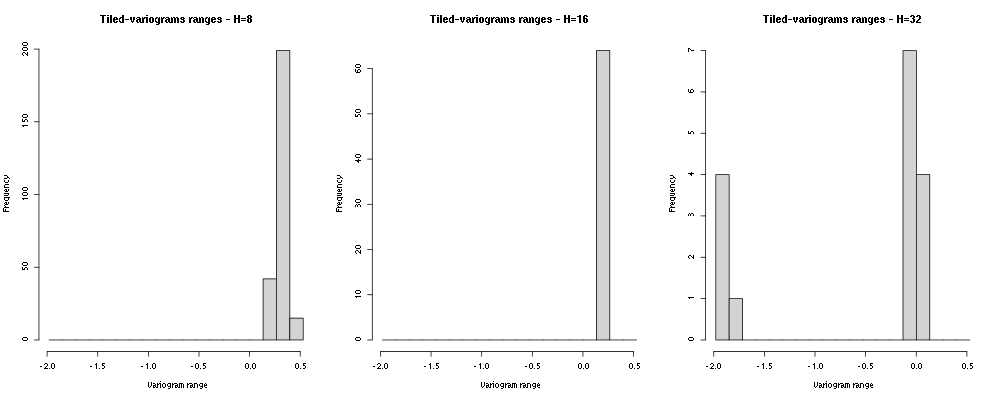 Tiled-variograms ranges - H=8
Frequency
200
150
100
50
0
-2.0 -1.5 -1.0 -0.5 0.0 0.5
Variogram range
Tiled-variograms ranges - H=16
Frequency
60
50
40
30
20
10
0
-2.0 -1.5 -1.0 -0.5 0.0 0.5
Variogram range
Tiled-variograms ranges - H=32
Frequency
7
6
5
4
3
2
1
0
-2.0 -1.5 -1.0 -0.5 0.0 0.5
Variogram range